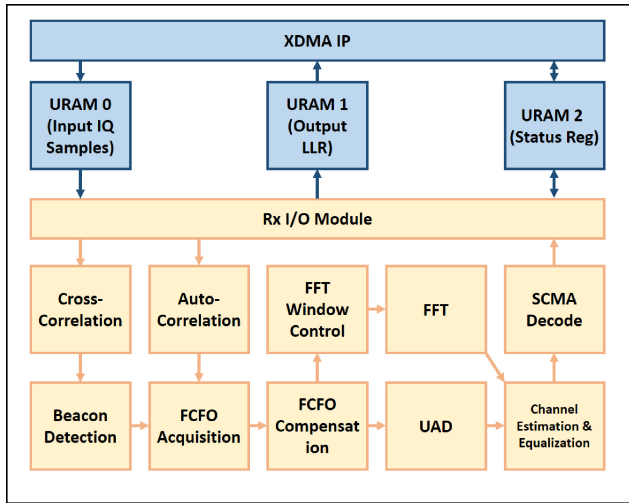 XDMA IP
URAM 0
(Input IQ
Samples)
URAM 1
(Output
LLR)
URAM 2
(Status Reg)
Rx I/O Module
Cross-
Correlation
Auto-
Correlation
FFT
Window
Control
FFT
SCMA
Decode
Beacon
Detection
FCFO
Acquisition
FCFO
Compensat
ion
UAD
Channel
Estimation &
Equalization